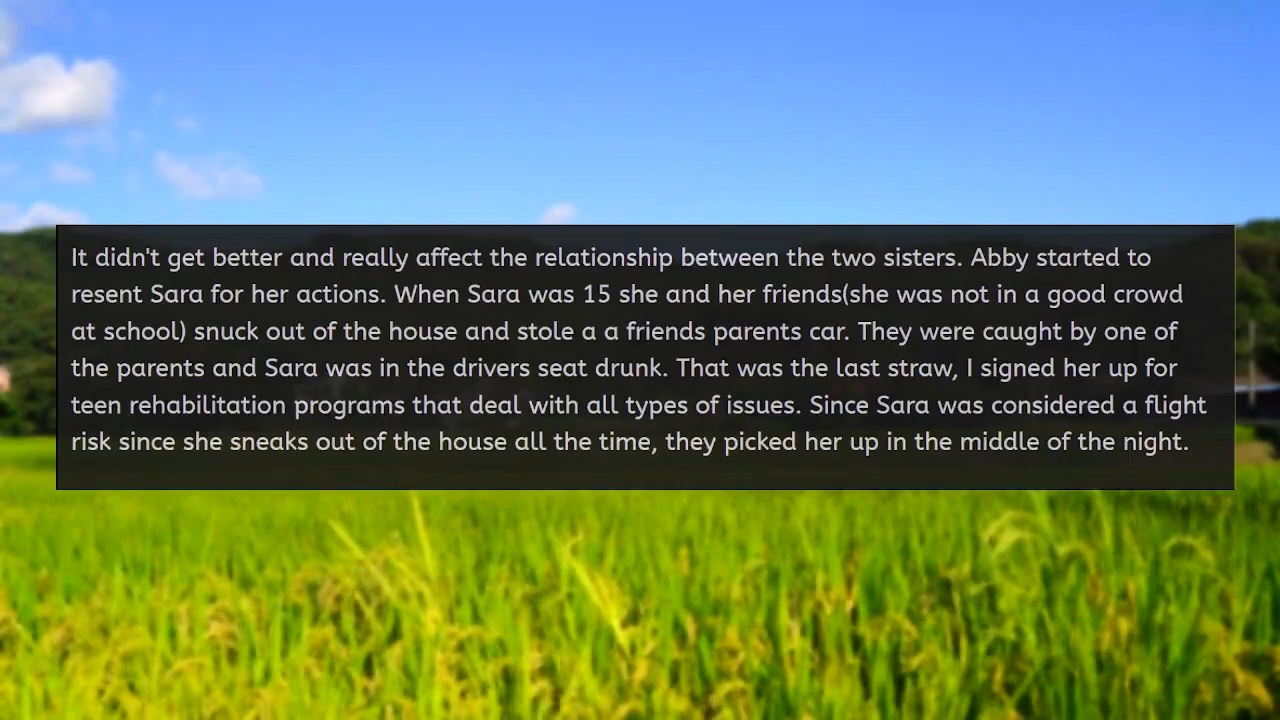 It didn't get better and really affect the relationship between the two sisters. Abby started to
resent Sara for her actions. When Sara was 15 she and her friends(she was not in a good crowd
at school) snuck out of the house and stole a a friends parents car. They were caught by one of
the parents and Sara was in the drivers seat drunk. That was the last straw, I signed her up for
teen rehabilitation programs that deal with all types of issues. Since Sara was considered a flight
risk since she sneaks out of the house all the time, they picked her up in the middle of the night.